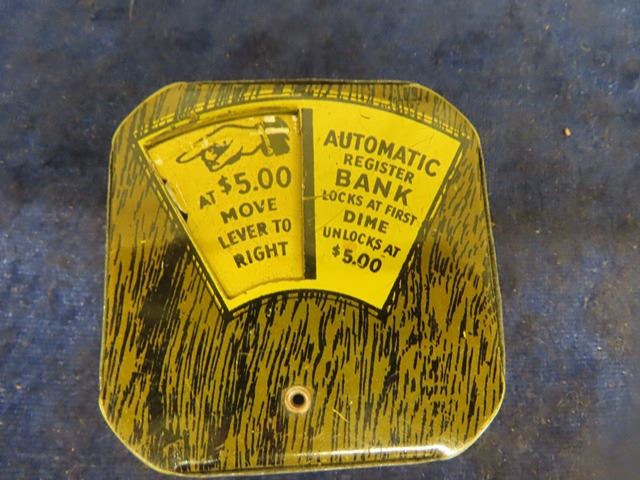 AT $5.00
MOVE
LEVER TO
RIGHT
AUTOMATIC
REGISTER
BANK
LOCKS AT FIRST
DIME
UNLOCKS AT
$5.00